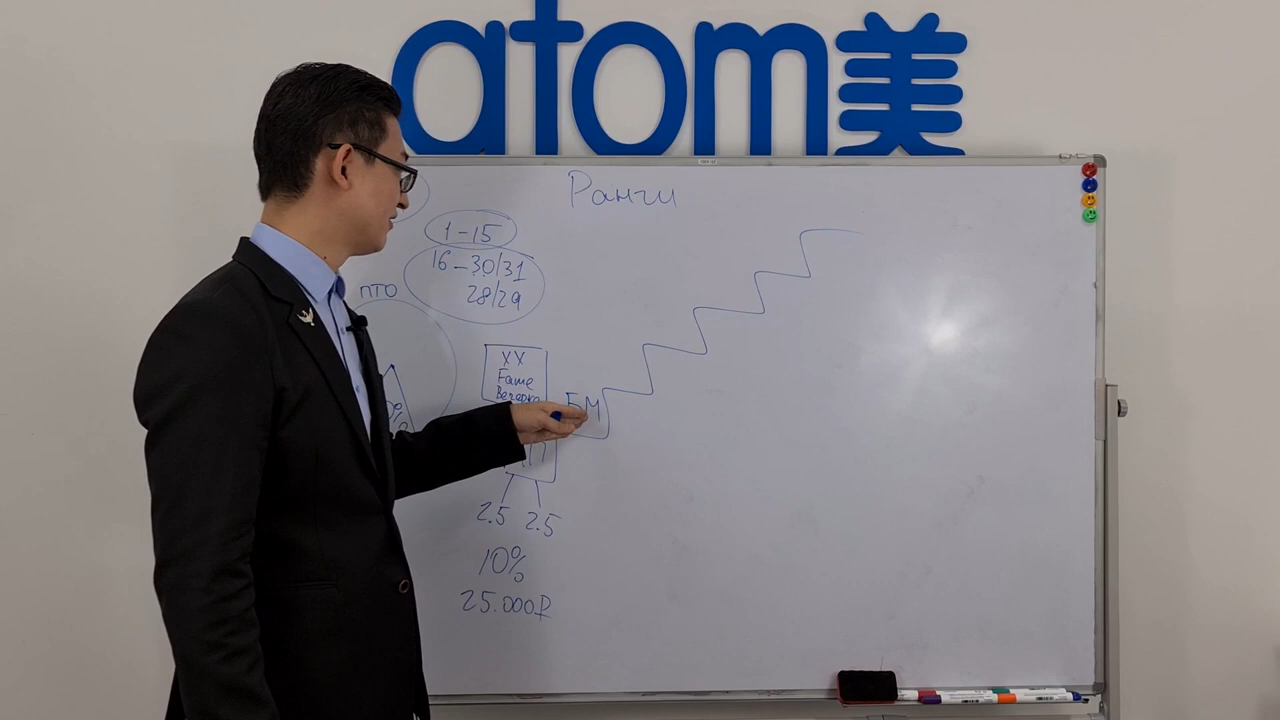 atom美
Ранги
1-15
16-30/31
28/29
ПТО
XX
Fame
5M
2.5 2.5
10%
25.000₽